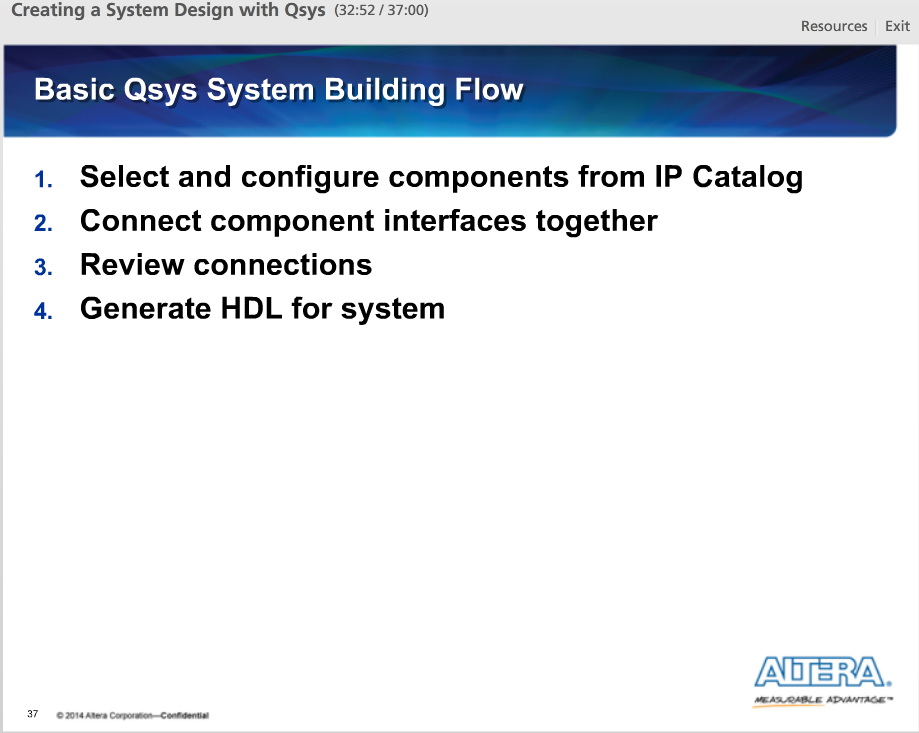 Creating a System Design with Qsys (32:52 / 37:00)
Resources Exit
Basic Qsys System Building Flow
1. Select and configure components from IP Catalog
2. Connect component interfaces together
3. Review connections
4. Generate HDL for system
ALTERA®
MEASURABLE ADVANTAGE™
37 © 2014 Altera Corporation—Confidential